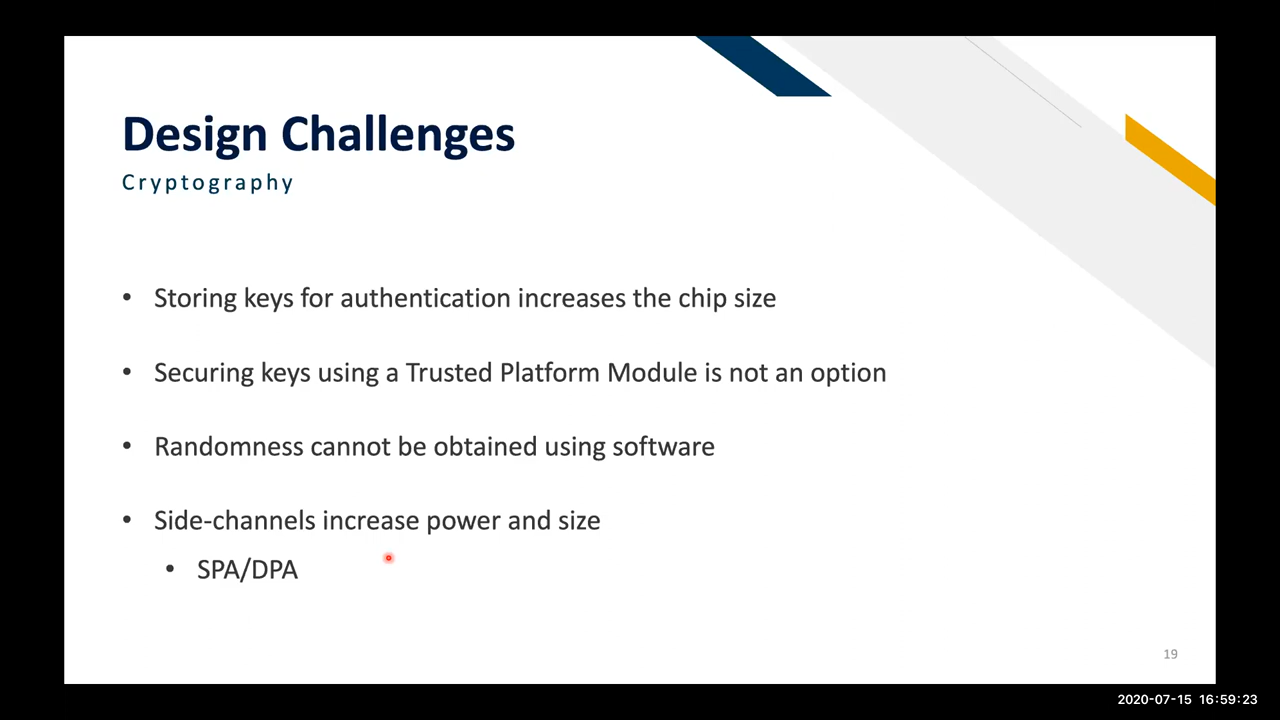 Design Challenges
Cryptography
• Storing keys for authentication increases the chip size
• Securing keys using a Trusted Platform Module is not an option
• Randomness cannot be obtained using software
• Side-channels increase power and size
• SPA/DPA
19
2020-07-15 16:59:23